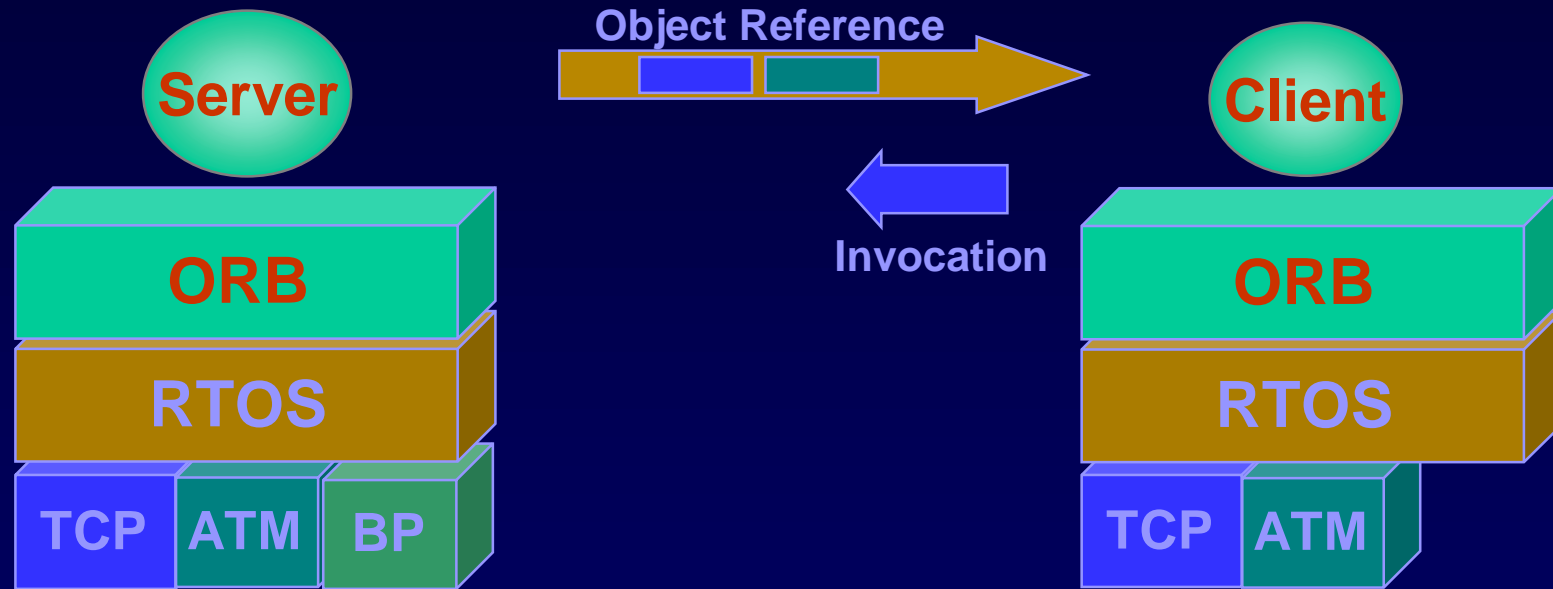 Object Reference
Server
Client
Invocation
ORB
ORB
RTOS
RTOS
TCP ATM BP
TCP ATM